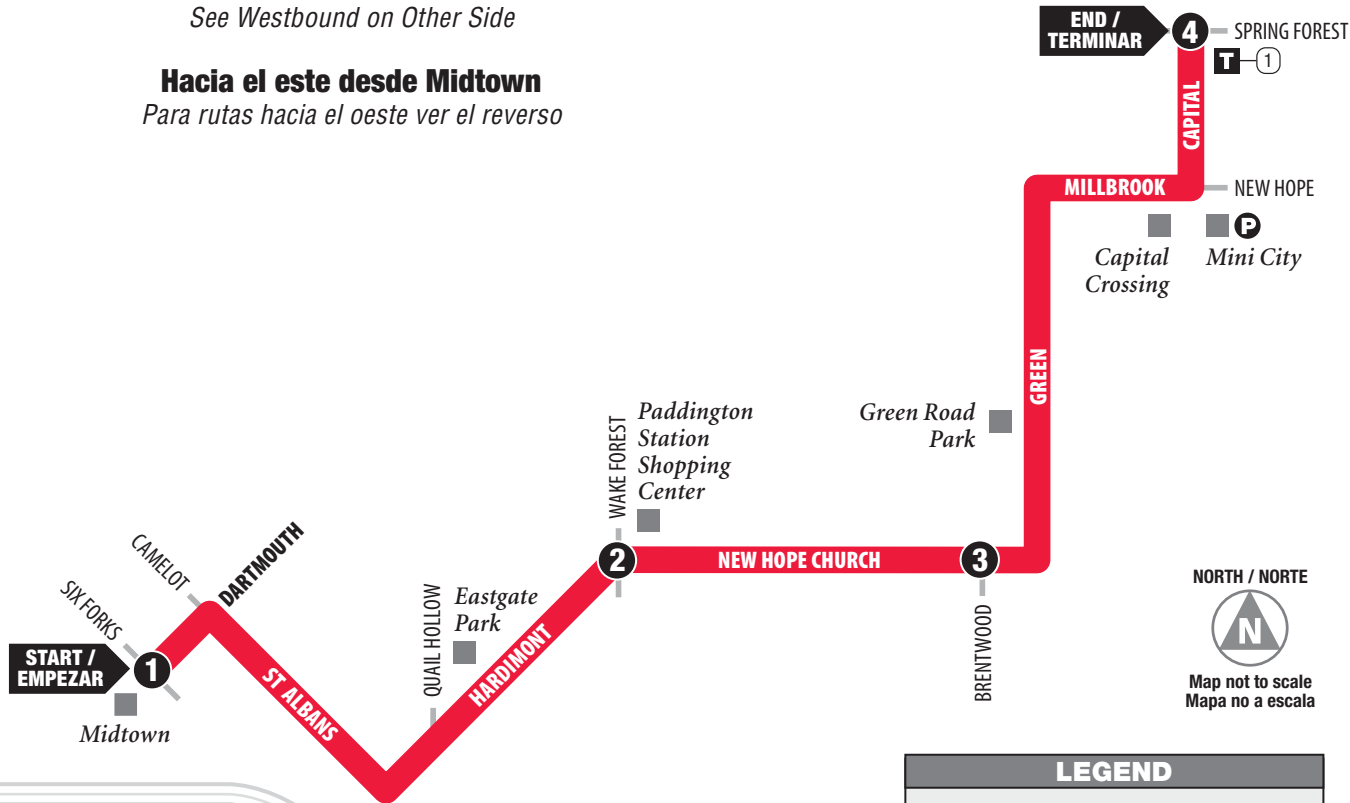 See Westbound on Other Side
Hacia el este desde Midtown
Para rutas hacia el oeste ver el reverso
END /
TERMINAR
4
SPRING FOREST
T
1
CAPITAL
MILLBROOK
NEW HOPE
P
Capital
Crossing
Mini City
GREEN
Green Road
Park
WAKE FOREST
Paddington
Station
Shopping
Center
2
NEW HOPE CHURCH
3
BRENTWOOD
NORTH / NORTE
N
Map not to scale
Mapa no a escala
CAMELOT
DARTMOUTH
SIX FORKS
START /
EMPEZAR
1
Midtown
ST ALBANS
QUAIL HOLLOW
Eastgate
Park
HARDIMONT
LEGEND